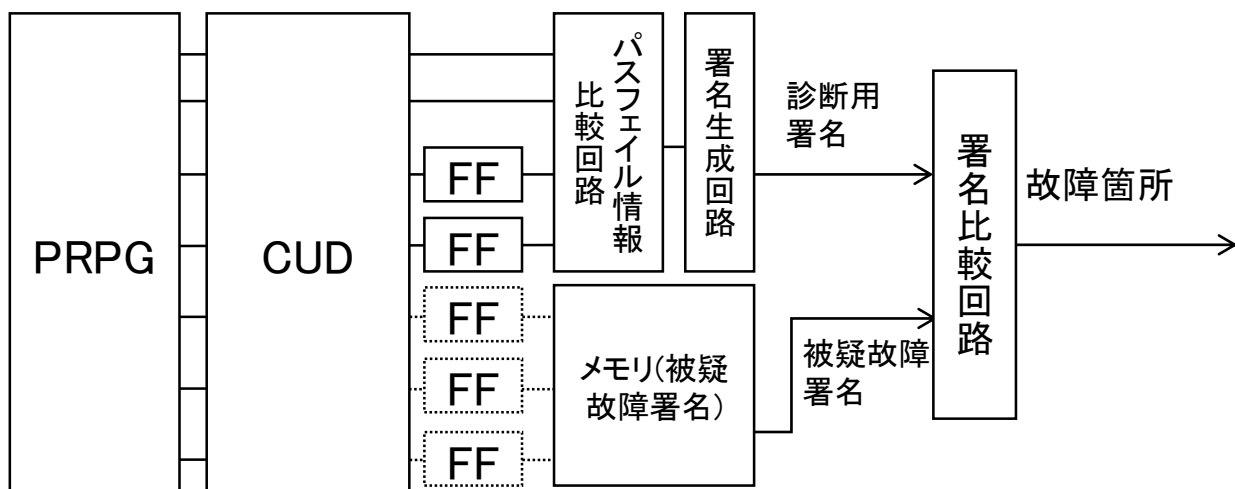 PRPG
CUD
FF
FF
FF
FF
FF
パスフェイル情報
比較回路
署名生成回路
診断用
署名
メモリ(被疑
故障署名)
被疑故障
署名
署名比較回路
故障箇所